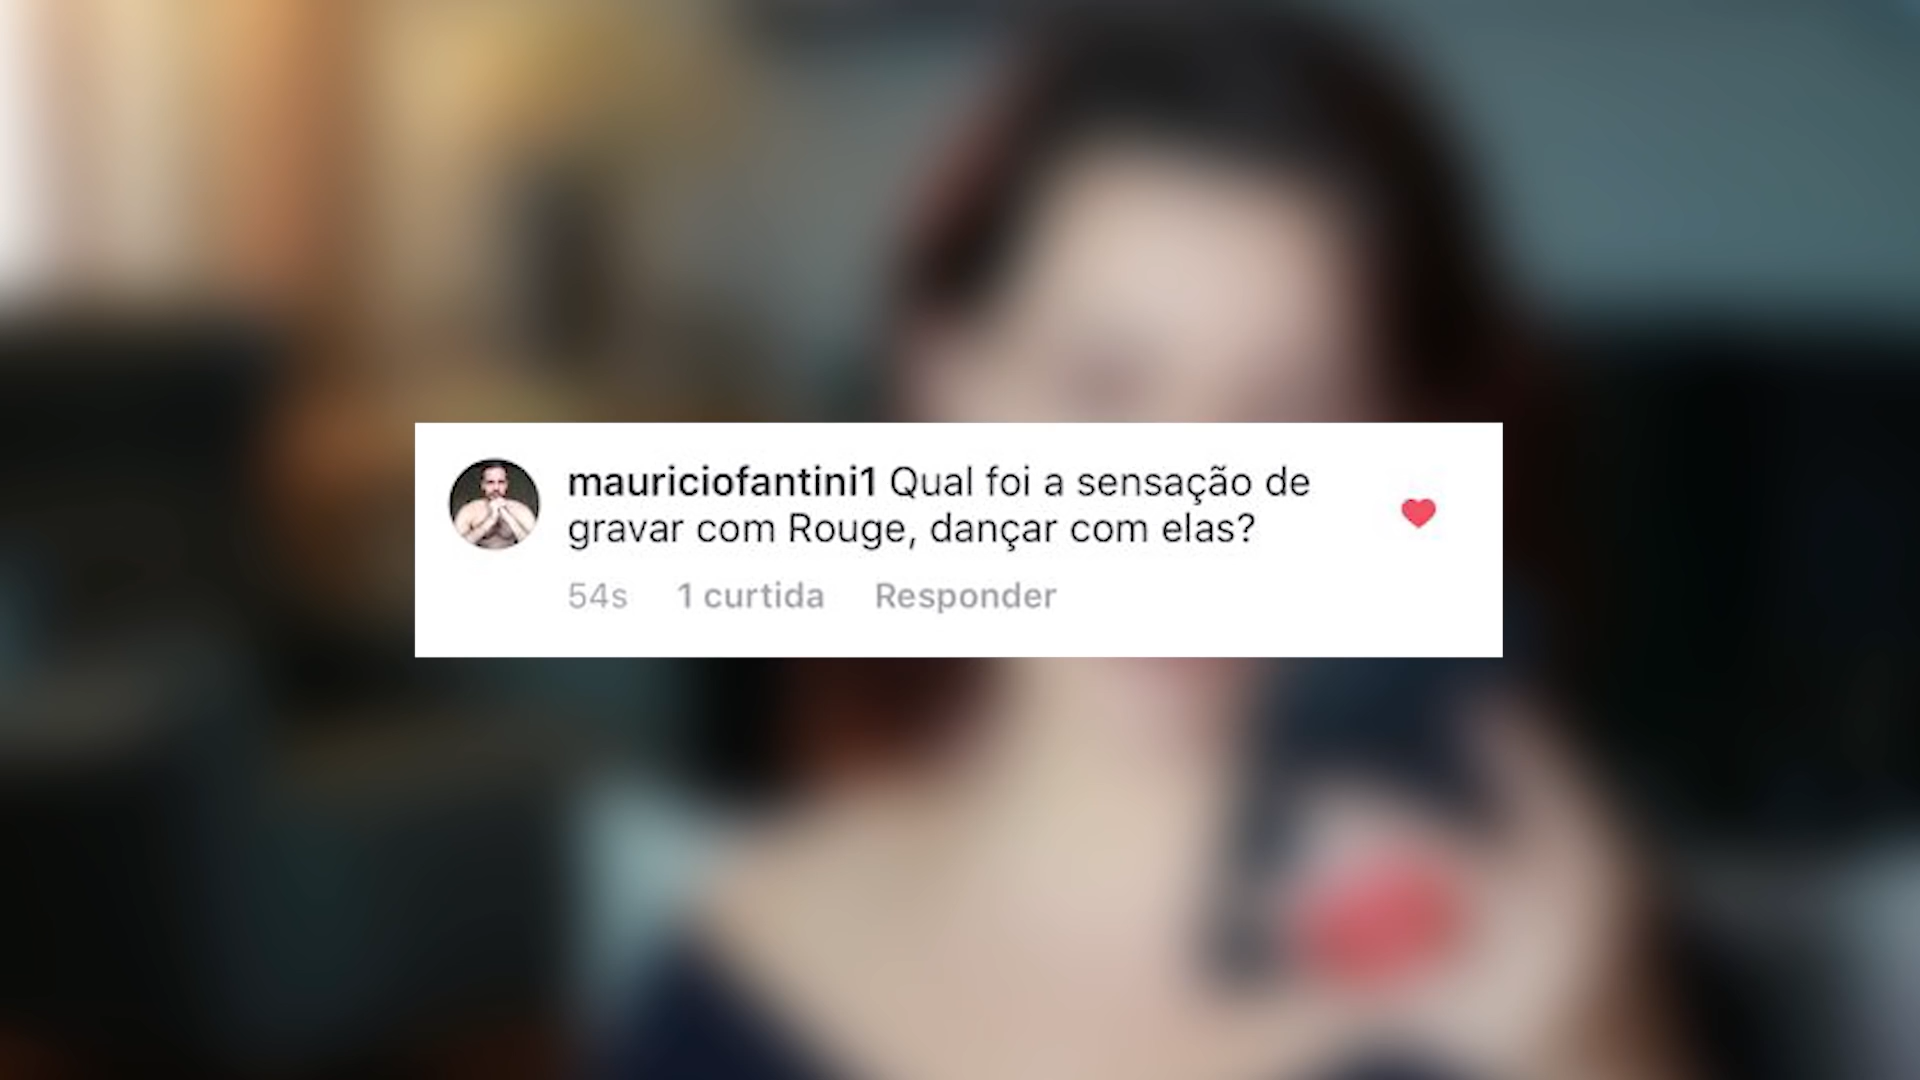 mauriciofantini1 Qual foi a sensação de
gravar com Rouge, dançar com elas?
54s 1 curtida Responder